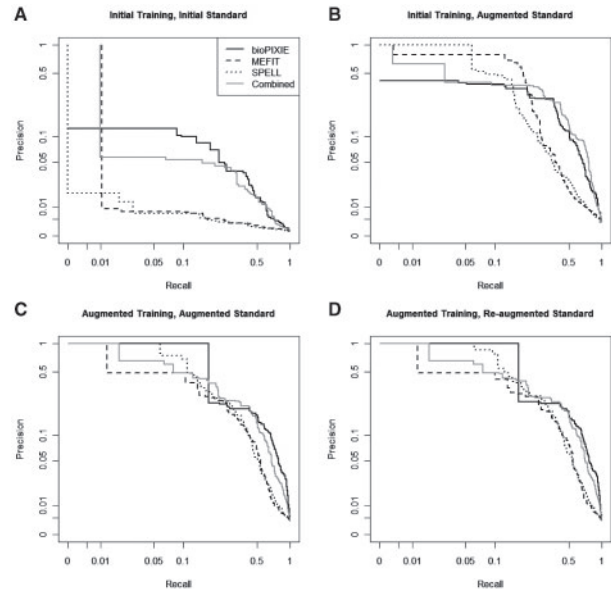 A
Initial Training, Initial Standard
Precision
1
0.5
0.1
0.05
0.01
0
bioPIXIE
MEFIT
SPELL
Combined
0
0.01
0.05
0.1
0.5
1
Recall
B
Initial Training, Augmented Standard
Precision
1
0.5
0.1
0.05
0.01
0
0
0.01
0.05
0.1
0.5
1
Recall
C
Augmented Training, Augmented Standard
Precision
1
0.5
0.1
0.05
0.01
0
0
0.01
0.05
0.1
0.5
1
Recall
D
Augmented Training, Re-augmented Standard
Precision
1
0.5
0.1
0.05
0.01
0
0
0.01
0.05
0.1
0.5
1
Recall